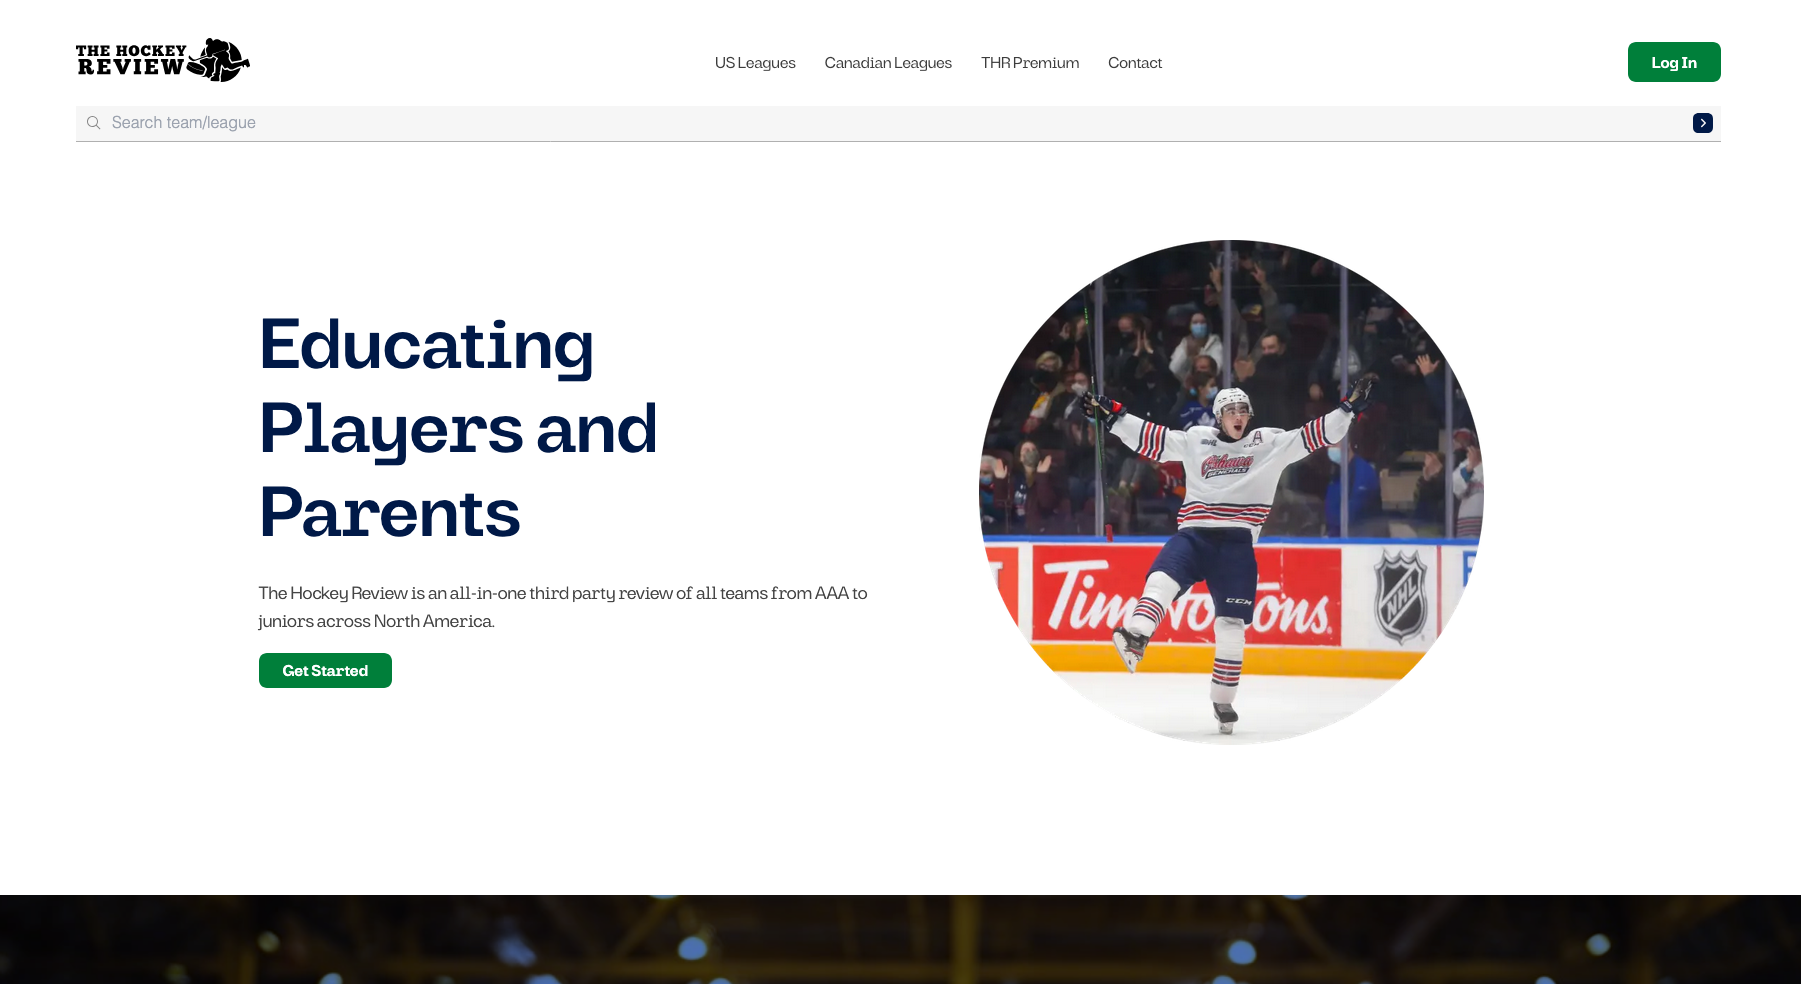 THE HOCKEY
REVIEW
US Leagues
Canadian Leagues
THR Premium
Contact
Log In
Search team/league
Educating
Players and
Parents
The Hockey Review is an all-in-one third party review of all teams from AAA to
juniors across North America.
Get Started
A
Oshawa
GENERALS
Tim Hortons.
NHL
CCM